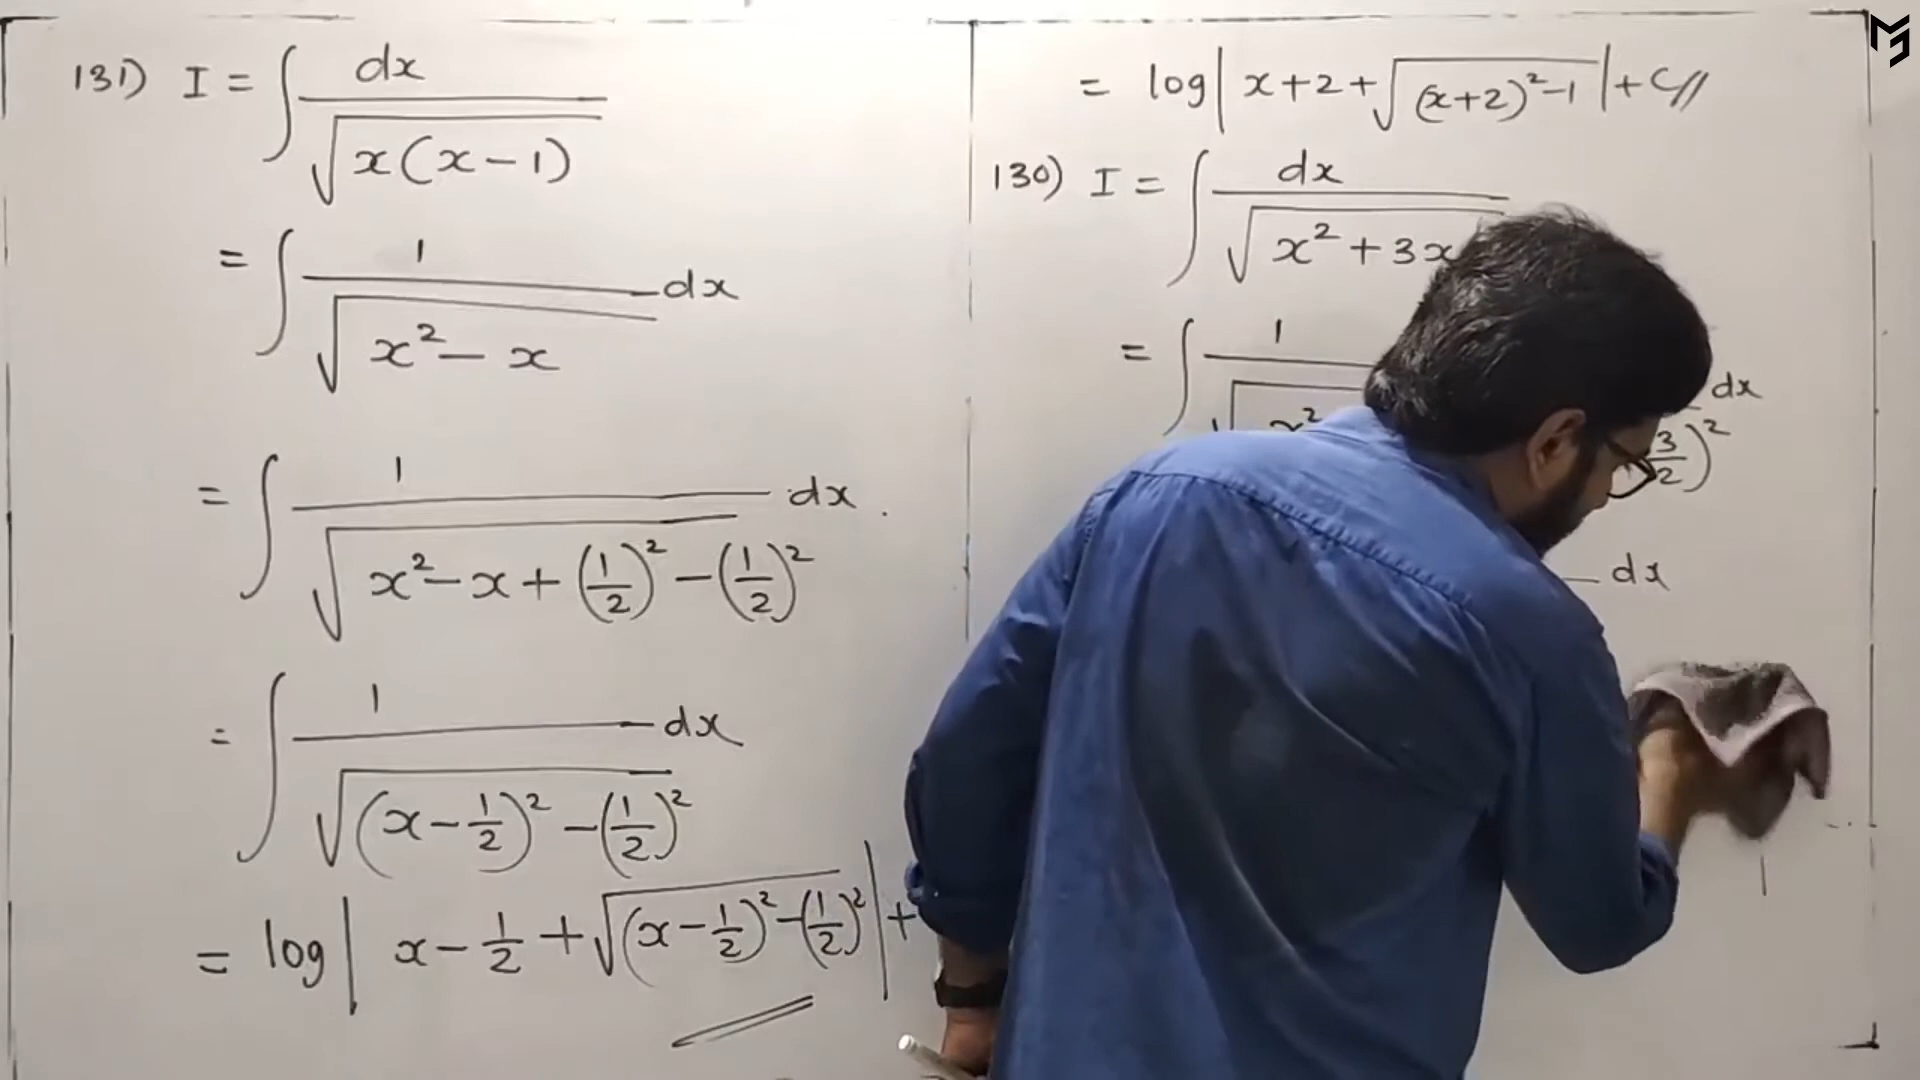 131) I = ∫ dx / √(x(x-1))
= ∫ 1 / √(x² - x) dx
= ∫ 1 / √(x² - x + (1/2)² - (1/2)²) dx .
= ∫ 1 / √((x - 1/2)² - (1/2)²) dx
= log | x - 1/2 + √((x - 1/2)² - (1/2)²) | +
= log | x+2+√((x+2)²-1) | + C//
130) I = ∫ dx / √(x² + 3x
= ∫ 1 / √(x² 3/2)² dx
dx